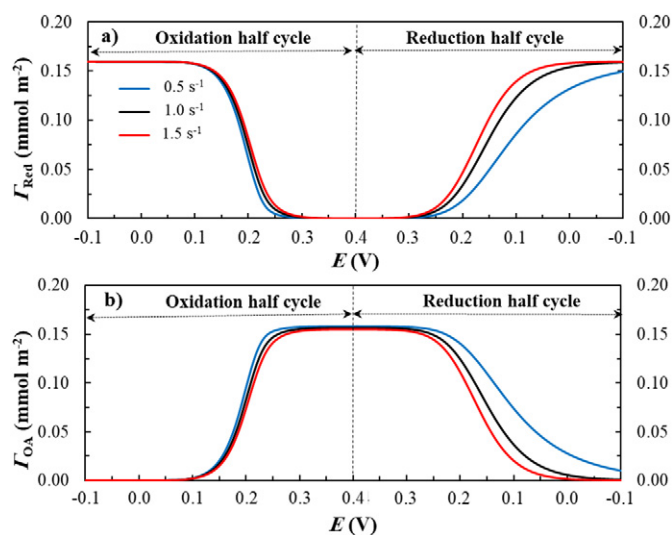 a) Oxidation half cycle Reduction half cycle
0.20 0.20
0.15 0.15
0.10 0.10
0.05 0.05
0.00 0.00
0.5 s⁻¹
1.0 s⁻¹
1.5 s⁻¹
Γ_Red (mmol m⁻²)
-0.1 0.0 0.1 0.2 0.3 0.4 0.3 0.2 0.1 0.0 -0.1
E (V)
b) Oxidation half cycle Reduction half cycle
0.20 0.20
0.15 0.15
0.10 0.10
0.05 0.05
0.00 0.00
Γ_OA (mmol m⁻²)
-0.1 0.0 0.1 0.2 0.3 0.4 0.3 0.2 0.1 0.0 -0.1
E (V)